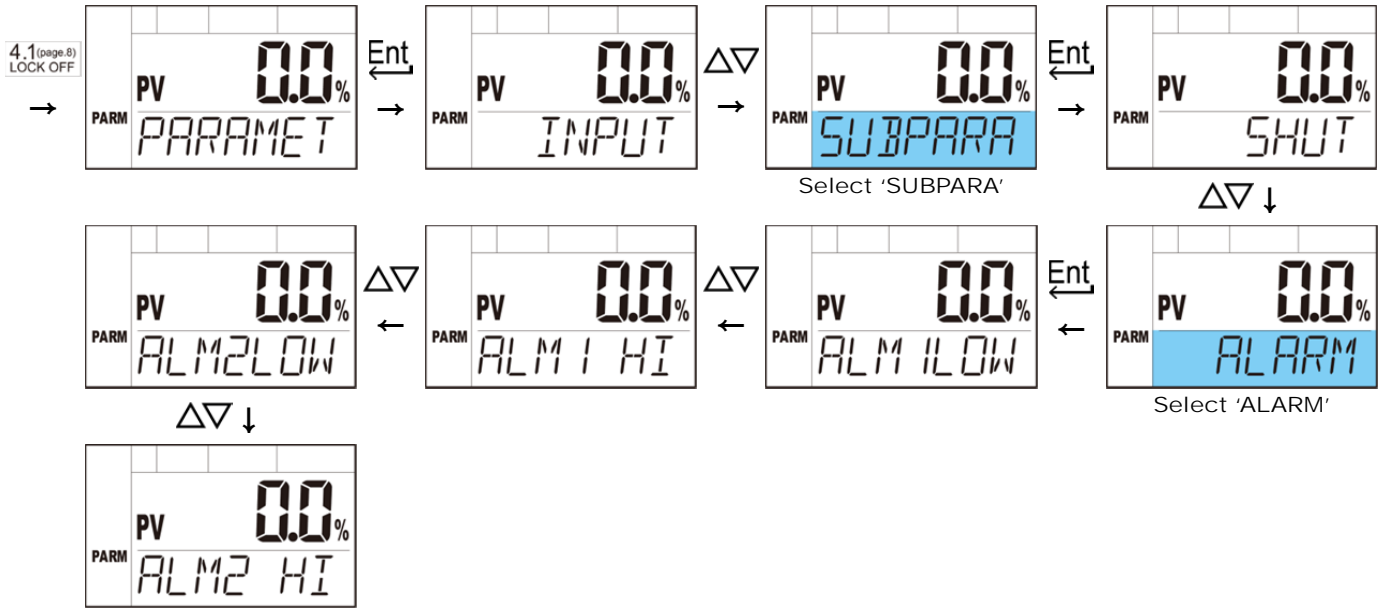 4.1(page.8)
LOCK OFF
→
PV 0.0%
PARM PARAMET
Ent
→
PV 0.0%
PARM INPUT
△▽
→
PV 0.0%
PARM SUBPARA
Select ‘SUBPARA’
Ent
→
PV 0.0%
PARM SHUT
△▽ ↓
PV 0.0%
PARM ALARM
Select ‘ALARM’
Ent
←
PV 0.0%
PARM ALM1LOW
△▽
←
PV 0.0%
PARM ALM1 HI
△▽
←
PV 0.0%
PARM ALM2LOW
△▽ ↓
PV 0.0%
PARM ALM2 HI